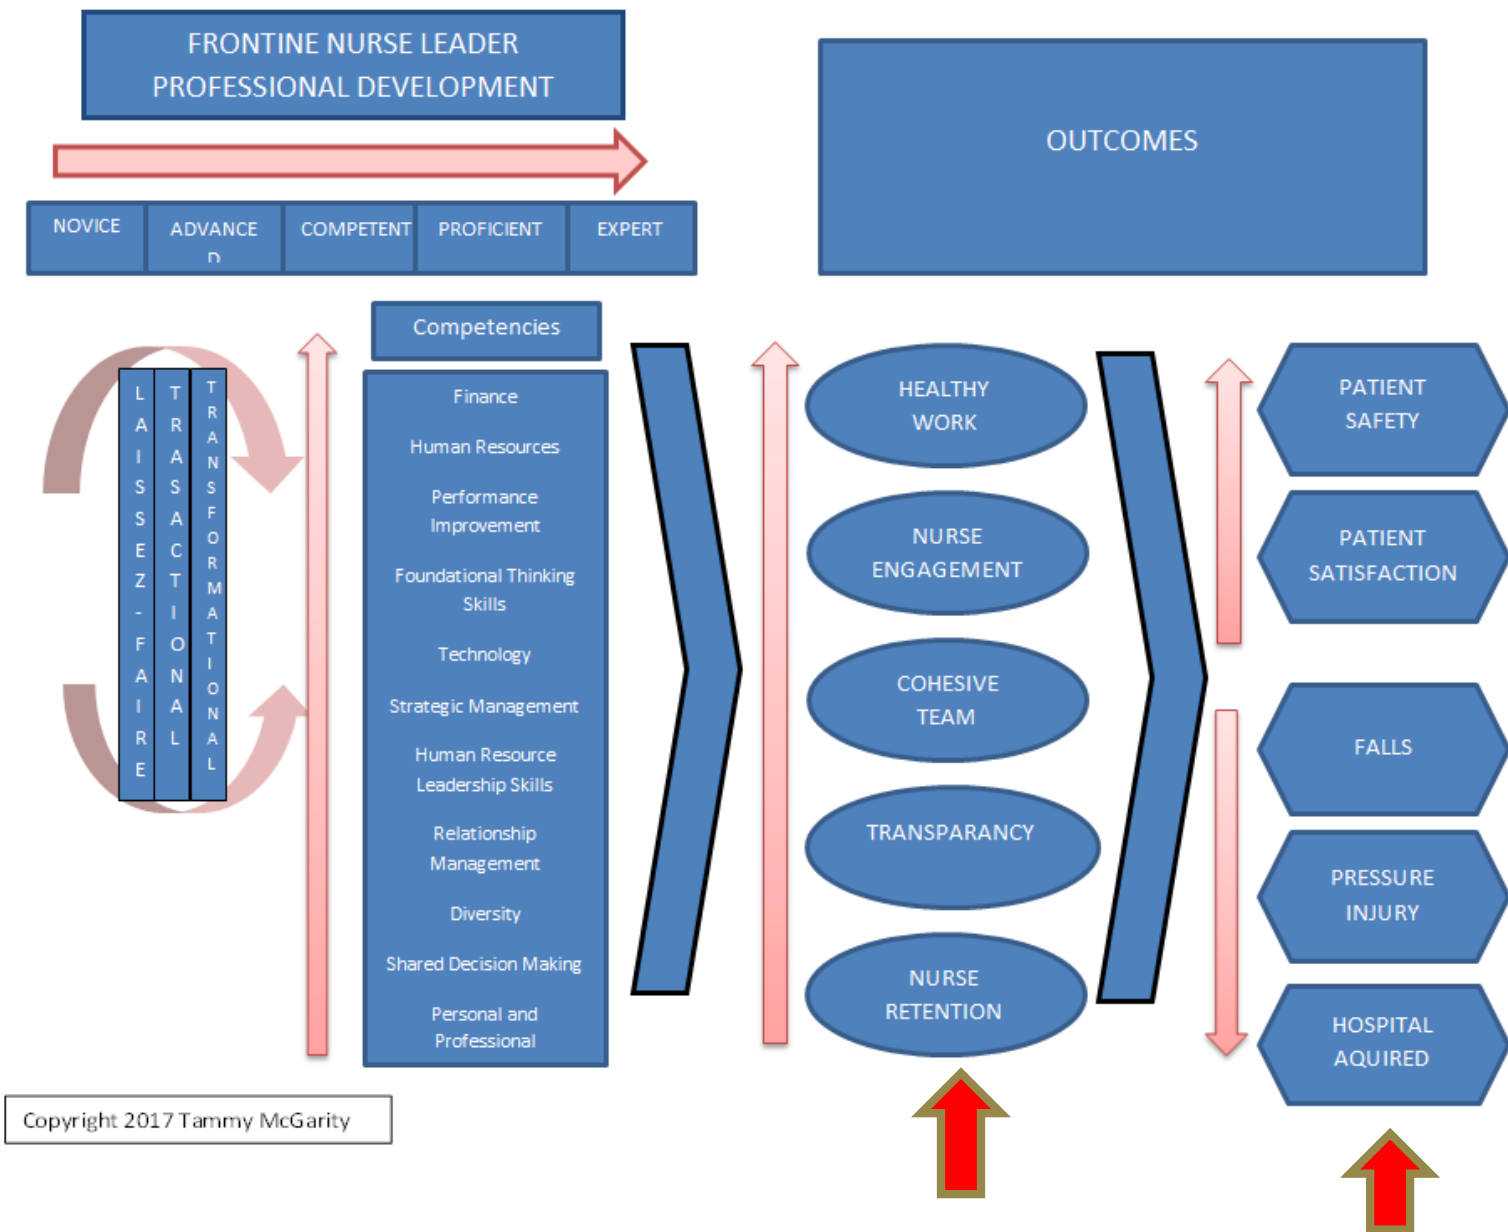 FRONTINE NURSE LEADER
PROFESSIONAL DEVELOPMENT
OUTCOMES
NOVICE
ADVANCE
D
COMPETENT
PROFICIENT
EXPERT
LAISSEZ-FAIRE
TRASACTIONAL
TRANSFORMATIONAL
Competencies
Finance
Human Resources
Performance
Improvement
Foundational Thinking
Skills
Technology
Strategic Management
Human Resource
Leadership Skills
Relationship
Management
Diversity
Shared Decision Making
Personal and
Professional
HEALTHY
WORK
NURSE
ENGAGEMENT
COHESIVE
TEAM
TRANSPARANCY
NURSE
RETENTION
PATIENT
SAFETY
PATIENT
SATISFACTION
FALLS
PRESSURE
INJURY
HOSPITAL
AQUIRED
Copyright 2017 Tammy McGarity